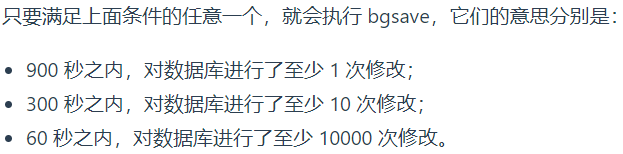 只要满足上面条件的任意一个，就会执行 bgsave，它们的意思分别是：
• 900 秒之内，对数据库进行了至少 1 次修改；
• 300 秒之内，对数据库进行了至少 10 次修改；
• 60 秒之内，对数据库进行了至少 10000 次修改。